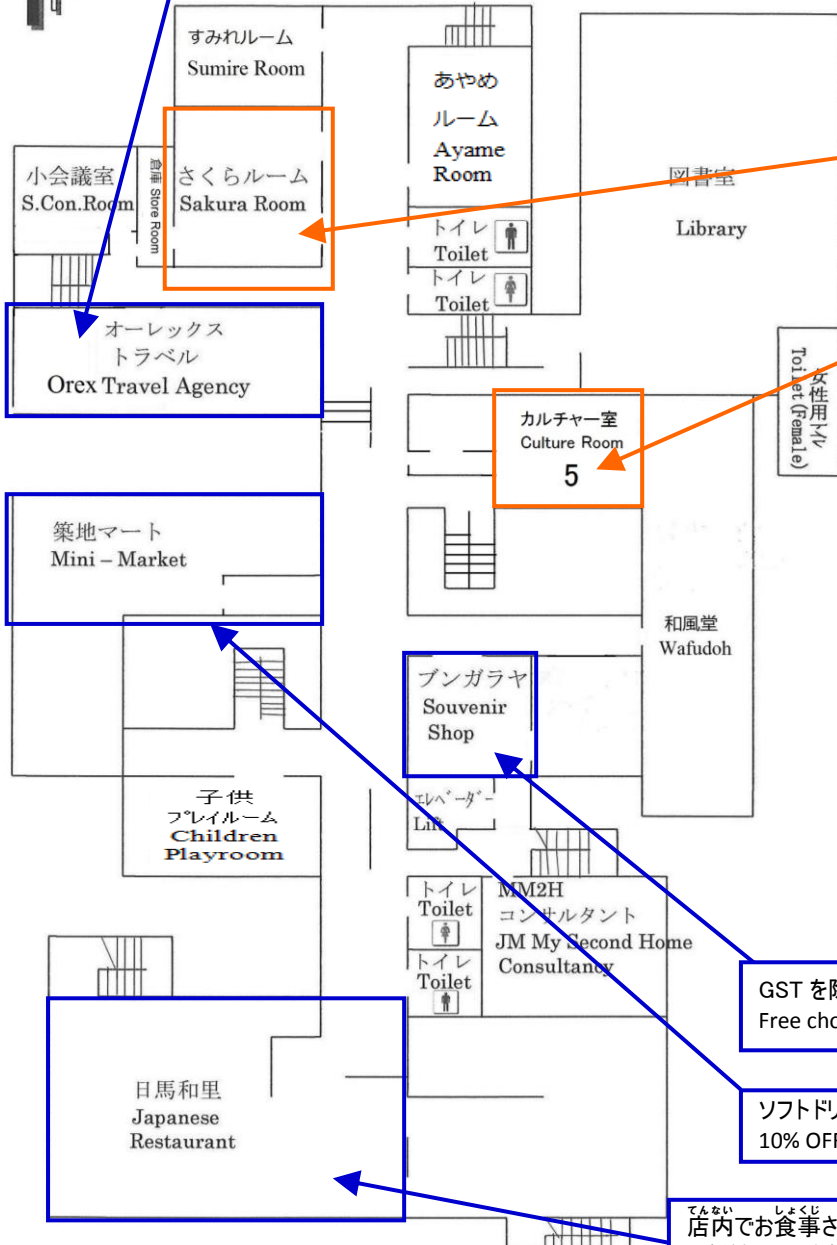 すみれルーム
Sumire Room
あやめ
ルーム
Ayame
Room
小会議室
S.Con.Room
倉庫 Store Room
さくらルーム
Sakura Room
図書室
Library
トイレ
Toilet
トイレ
Toilet
オーレックス
トラベル
Orex Travel Agency
女性用トイレ
Toilet (Female)
カルチャー室
Culture Room
5
築地マート
Mini – Market
和風堂
Wafudoh
ブンガラヤ
Souvenir
Shop
エレベーター
Lift
子供
プレイルーム
Children
Playroom
トイレ
Toilet
トイレ
Toilet
MM2H
コンサルタント
JM My Second Home
Consultancy
GST を
Free
ソフトドリ
10%
日馬和里
Japanese
Restaurant
店内でお食事さ
てんない しょくじ